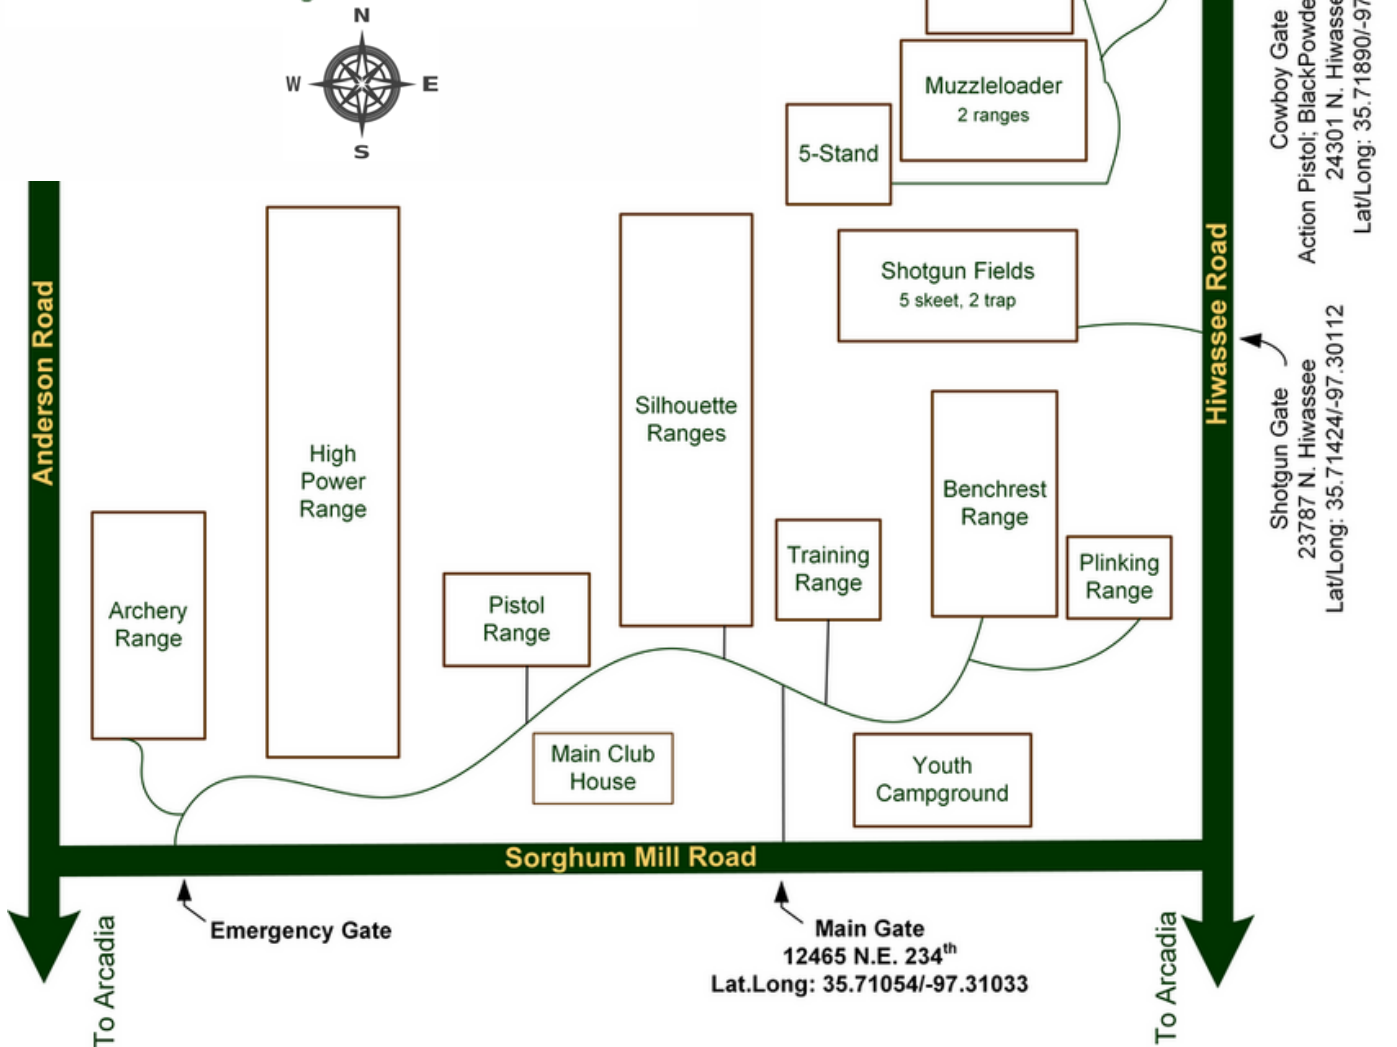 N
W
E
S
Muzzleloader
2 ranges
5-Stand
Shotgun Fields
5 skeet, 2 trap
Anderson Road
Hiwassee Road
Cowboy Gate
Action Pistol; BlackPowde
24301 N. Hiwasse
Lat/Long: 35.71890/-97
Shotgun Gate
23787 N. Hiwassee
Lat/Long: 35.71424/-97.30112
High
Power
Range
Silhouette
Ranges
Benchrest
Range
Training
Range
Plinking
Range
Archery
Range
Pistol
Range
Main Club
House
Youth
Campground
Sorghum Mill Road
Emergency Gate
Main Gate
12465 N.E. 234th
Lat.Long: 35.71054/-97.31033
To Arcadia
To Arcadia